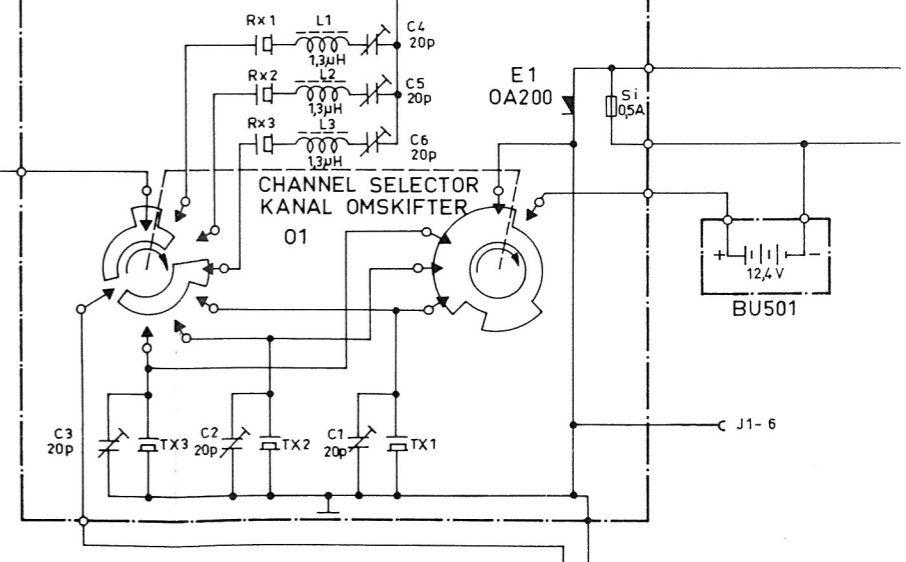 Rx1
L1
1,3µH
C4
20p
Rx2
L2
1,3µH
C5
20p
Rx3
L3
1,3µH
C6
20p
E1
OA200
Si
0,5A
CHANNEL SELECTOR
KANAL OMSKIFTER
O1
+
-
12,4V
BU501
J1-6
C3
20p
TX3
C2
20p
TX2
C1
20p
TX1